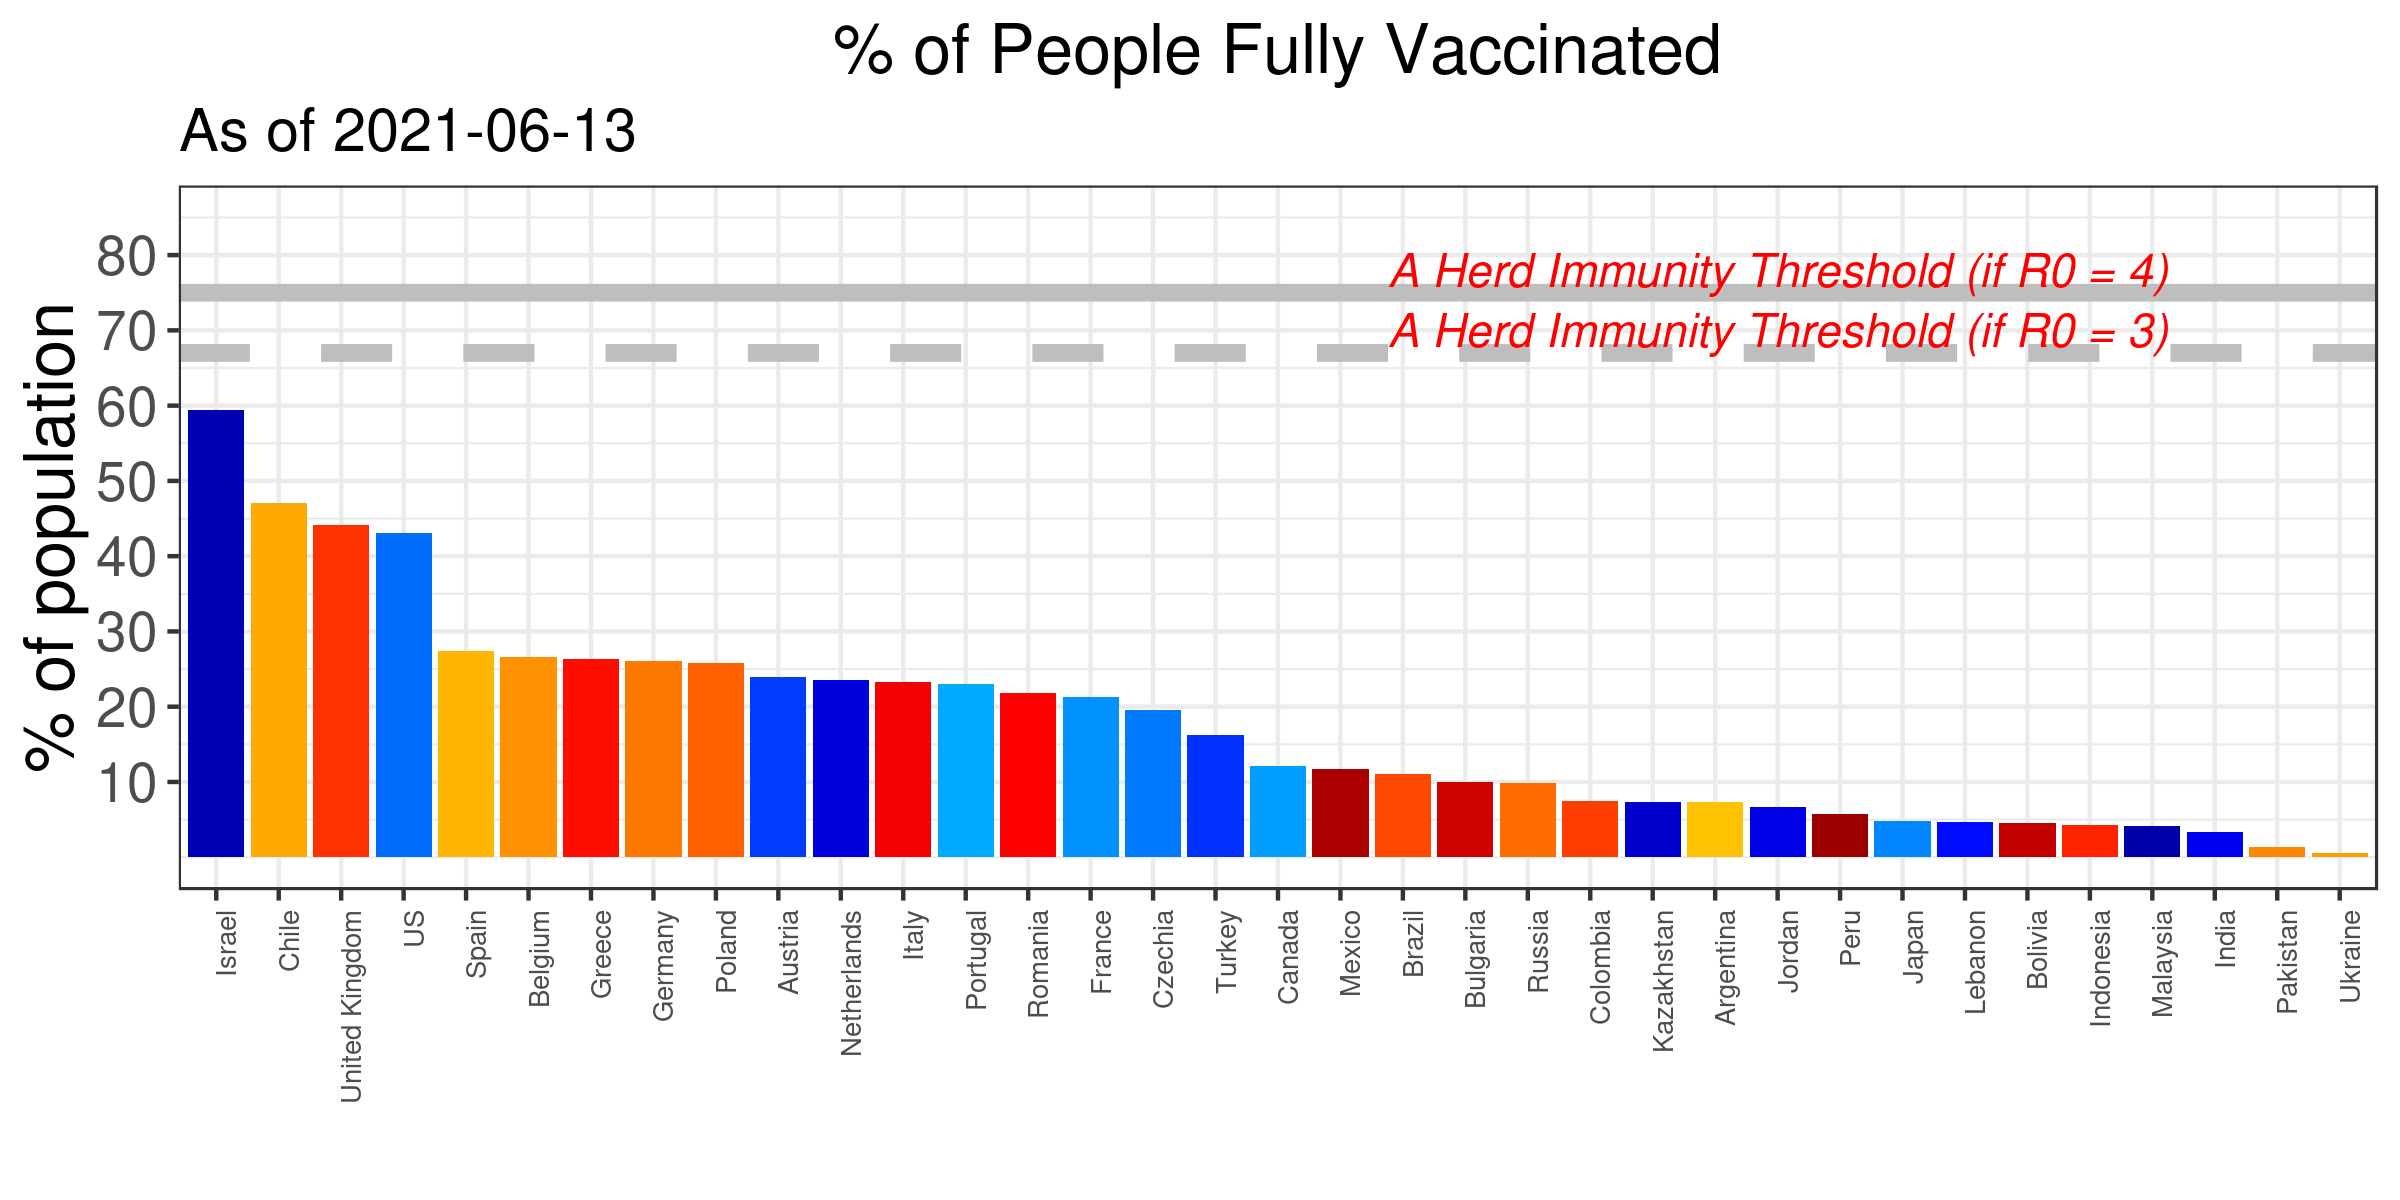 % of People Fully Vaccinated
As of 2021-06-13
% of population
80
70
60
50
40
30
20
10
A Herd Immunity Threshold (if R0 = 4)
A Herd Immunity Threshold (if R0 = 3)
Israel
Chile
United Kingdom
US
Spain
Belgium
Greece
Germany
Poland
Austria
Netherlands
Italy
Portugal
Romania
France
Czechia
Turkey
Canada
Mexico
Brazil
Bulgaria
Russia
Colombia
Kazakhstan
Argentina
Jordan
Peru
Japan
Lebanon
Bolivia
Indonesia
Malaysia
India
Pakistan
Ukraine